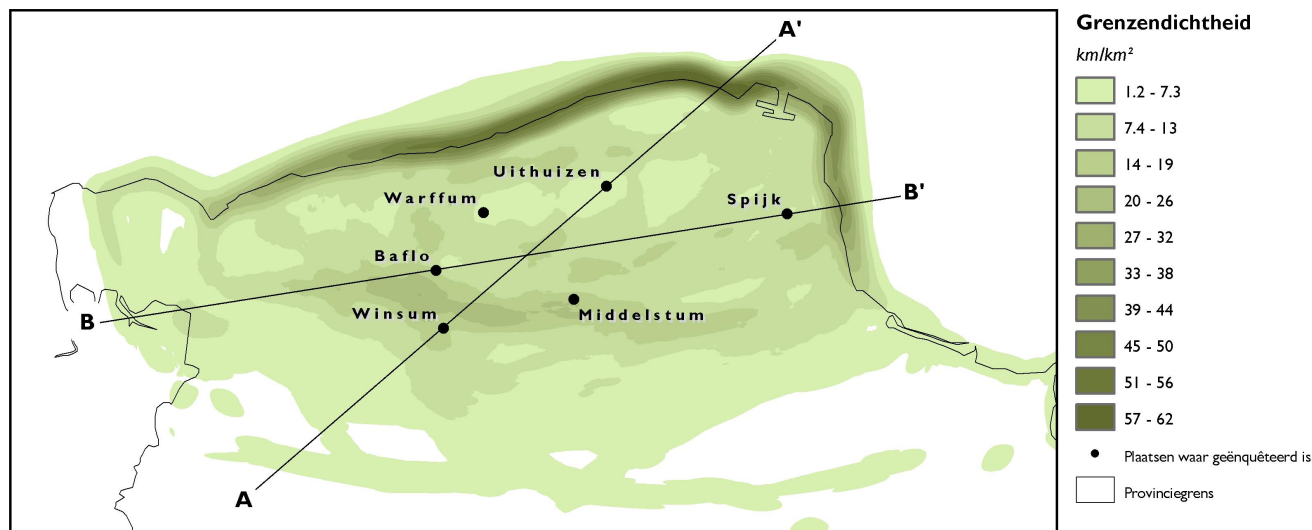 A'
Uithuizen
Warffum
Spijk
B'
Baflo
B
Winsum
Middelstum
A
Grenzendichtheid
km/km²
1.2 - 7.3
7.4 - 13
14 - 19
20 - 26
27 - 32
33 - 38
39 - 44
45 - 50
51 - 56
57 - 62
Plaatsen waar geënquêteerd is
Provinciegrens